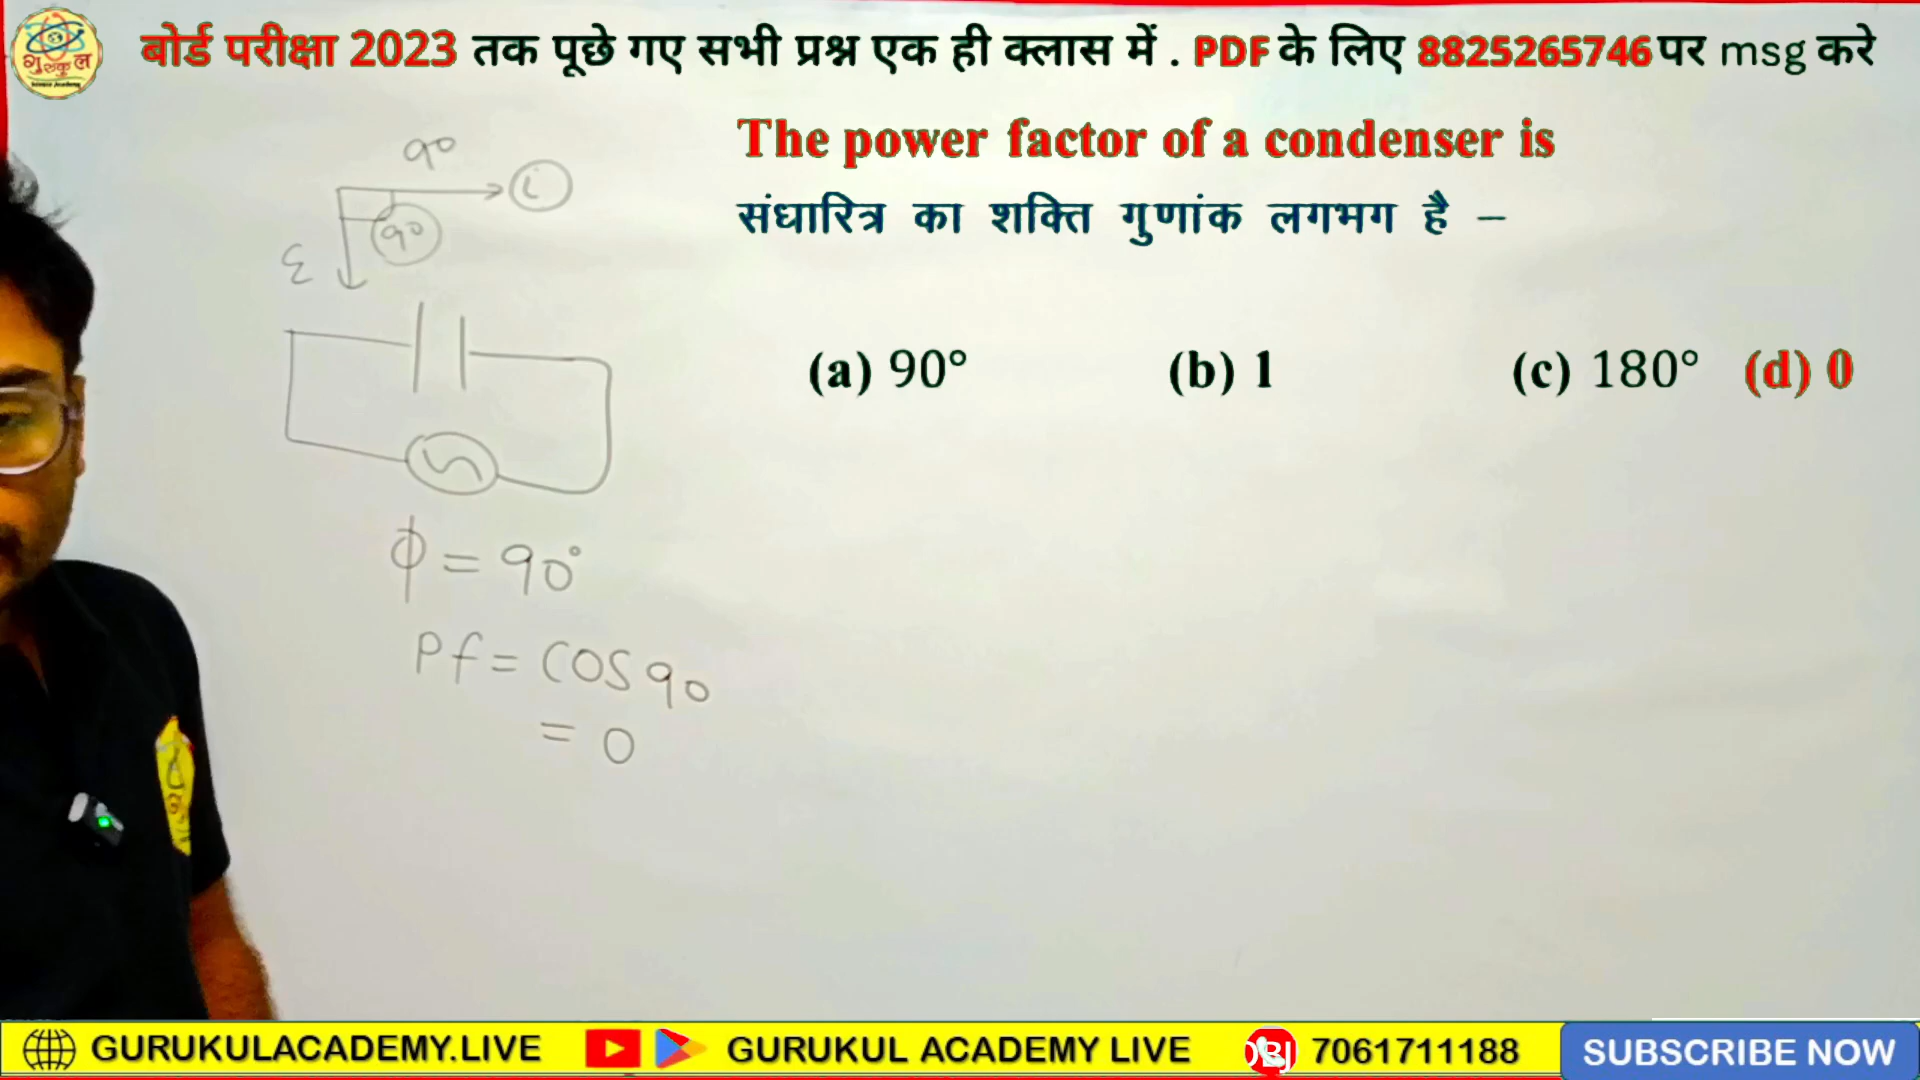 गुरुकुल
Science Academy
बोर्ड परीक्षा 2023 तक पूछे गए सभी प्रश्न एक ही क्लास में . PDF के लिए 8825265746 पर msg करे
The power factor of a condenser is
संधारित्र का शक्ति गुणांक लगभग है –
(a) 90° (b) 1 (c) 180° (d) 0
90
i
90
ε
ϕ = 90°
Pf = COS 90
= 0
GURUKULACADEMY.LIVE GURUKUL ACADEMY LIVE 7061711188 SUBSCRIBE NOW